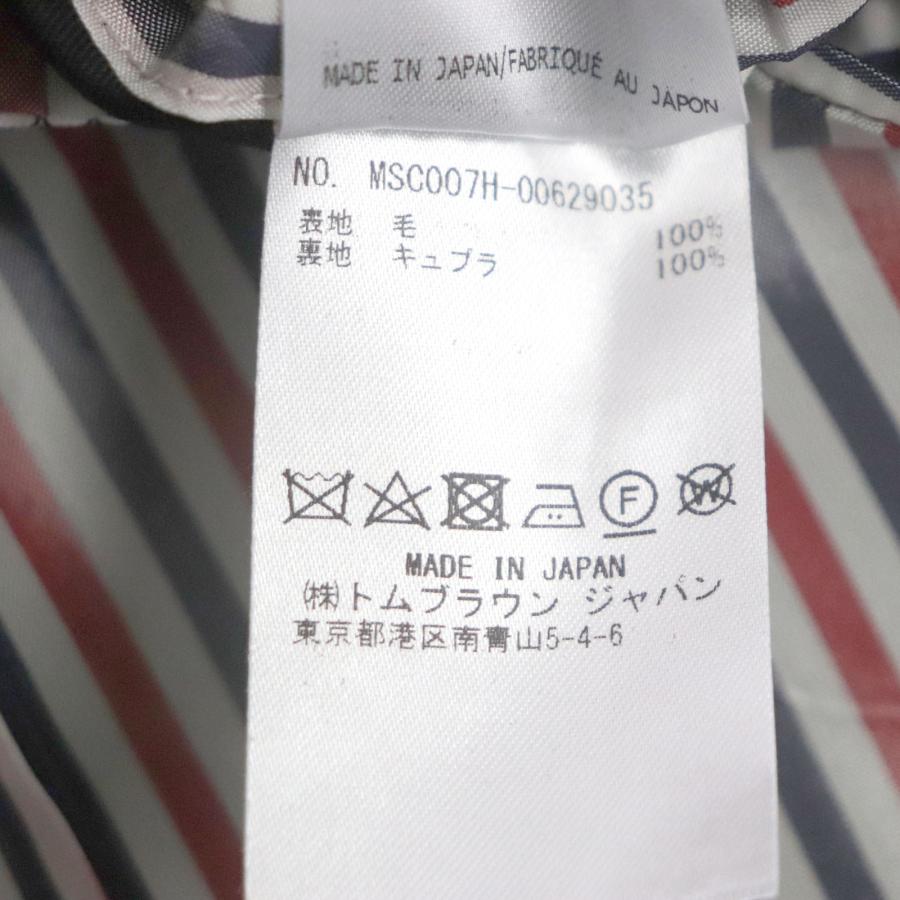 MADE IN JAPAN/FABRIQUÉ AU JAPON
NO. MSC007H-00629035
表地 毛 100%
裏地 キュプラ 100%
F W
MADE IN JAPAN
㈱トムブラウン ジャパン
東京都港区南青山5-4-6